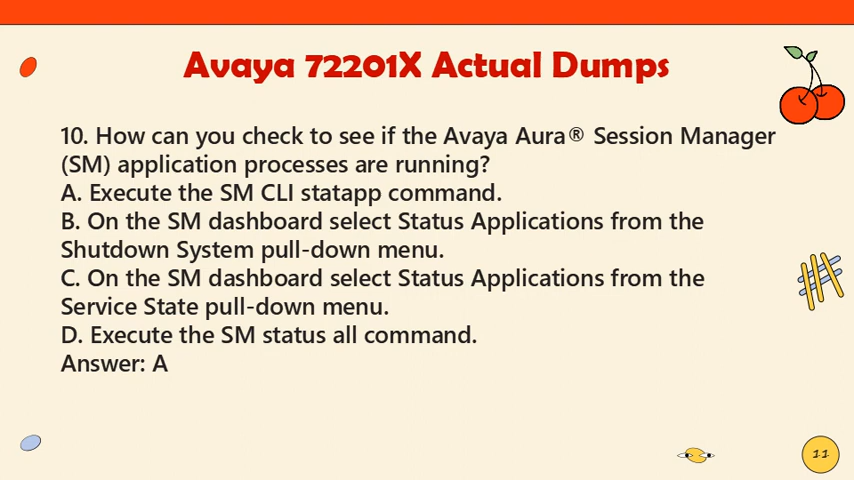 Avaya 72201X Actual Dumps
10. How can you check to see if the Avaya Aura® Session Manager
(SM) application processes are running?
A. Execute the SM CLI statapp command.
B. On the SM dashboard select Status Applications from the
Shutdown System pull-down menu.
C. On the SM dashboard select Status Applications from the
Service State pull-down menu.
D. Execute the SM status all command.
Answer: A
11